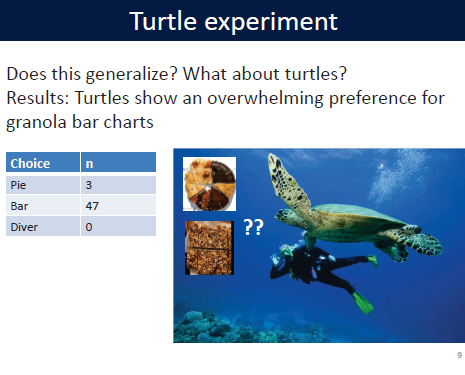 Turtle experiment
Does this generalize? What about turtles?
Results: Turtles show an overwhelming preference for
granola bar charts
Choice n
Pie 3
Bar 47
Diver 0
??
9